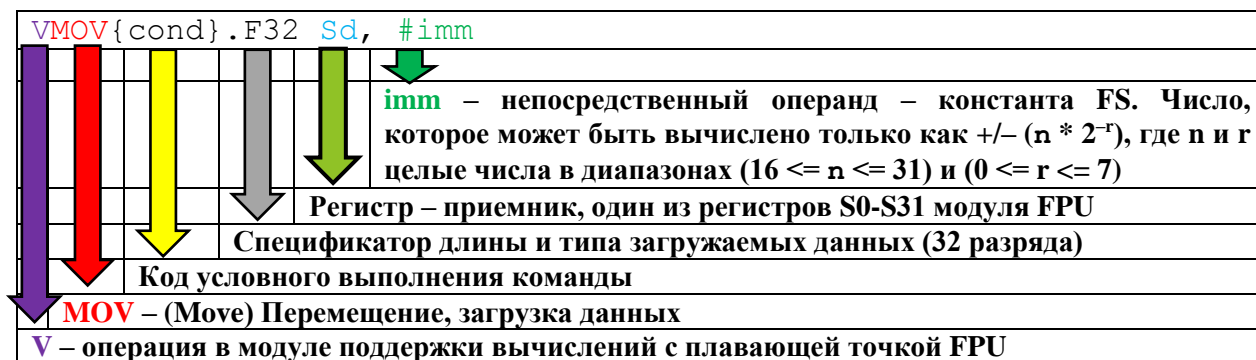 VMOV{cond}.F32 Sd, #imm
imm – непосредственный операнд – константа FS. Число,
которое может быть вычислено только как +/– (n * 2⁻ʳ), где n и r
целые числа в диапазонах (16 <= n <= 31) и (0 <= r <= 7)
Регистр – приемник, один из регистров S0-S31 модуля FPU
Спецификатор длины и типа загружаемых данных (32 разряда)
Код условного выполнения команды
MOV – (Move) Перемещение, загрузка данных
V – операция в модуле поддержки вычислений с плавающей точкой FPU